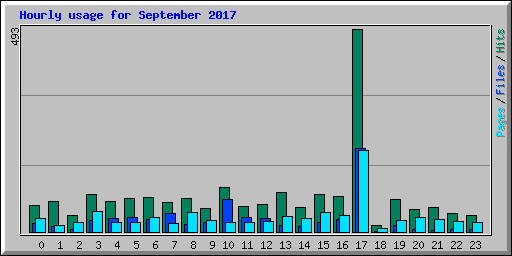 Hourly usage for September 2017
493
Pages/Files/Hits
0 1 2 3 4 5 6 7 8 9 10 11 12 13 14 15 16 17 18 19 20 21 22 23